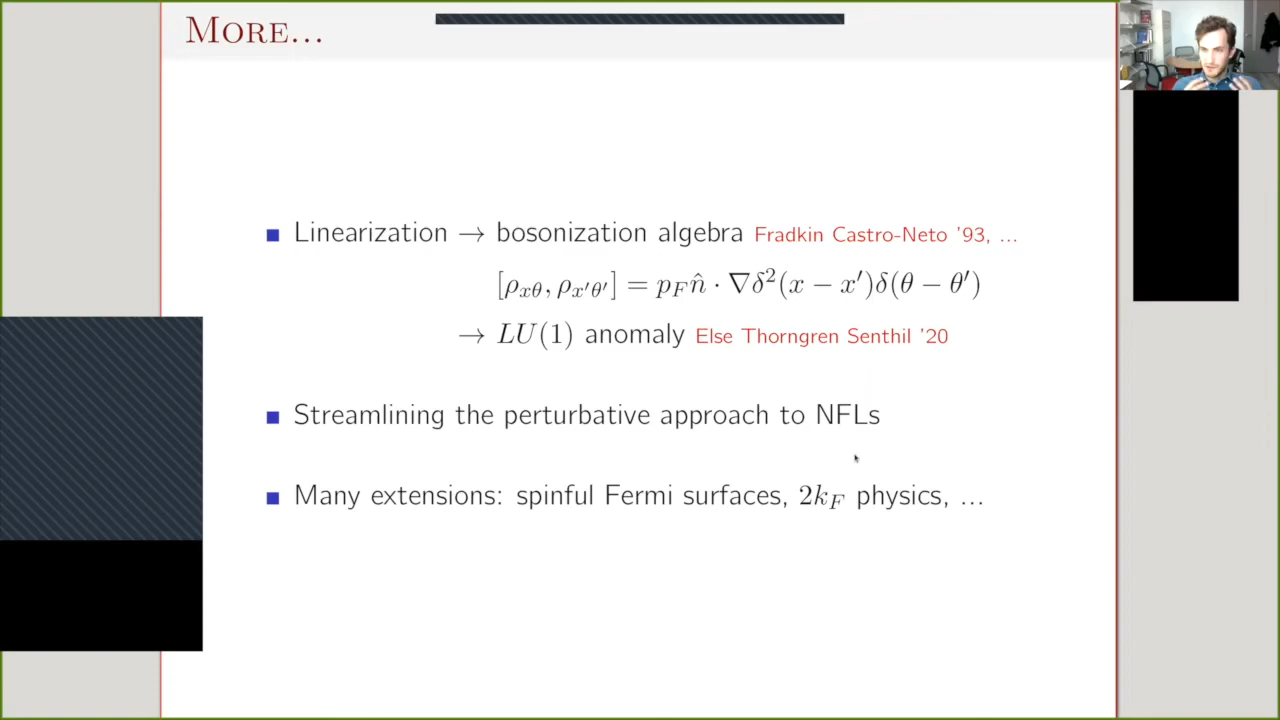 MORE...
■ Linearization → bosonization algebra Fradkin Castro-Neto '93, ...
[ρ_{xθ}, ρ_{x′θ′}] = p_F n̂ · ∇δ²(x − x′)δ(θ − θ′)
→ LU(1) anomaly Else Thorngren Senthil '20
■ Streamlining the perturbative approach to NFLs
■ Many extensions: spinful Fermi surfaces, 2k_F physics, ...